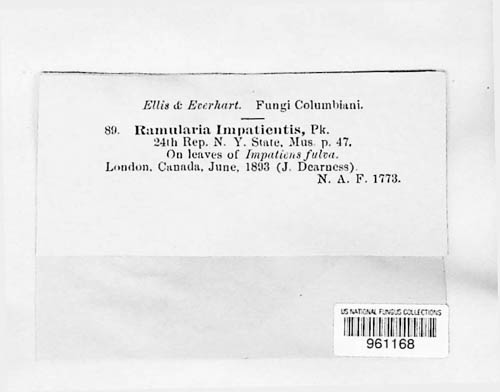 Ellis & Everhart. Fungi Columbiani.
89. Ramularia Impatientis, Pk.
24th Rep. N. Y. State, Mus. p. 47.
On leaves of Impatiens fulva.
London, Canada, June, 1893 (J. Dearness).
N. A. F. 1773.
US NATIONAL FUNGUS COLLECTIONS
961168